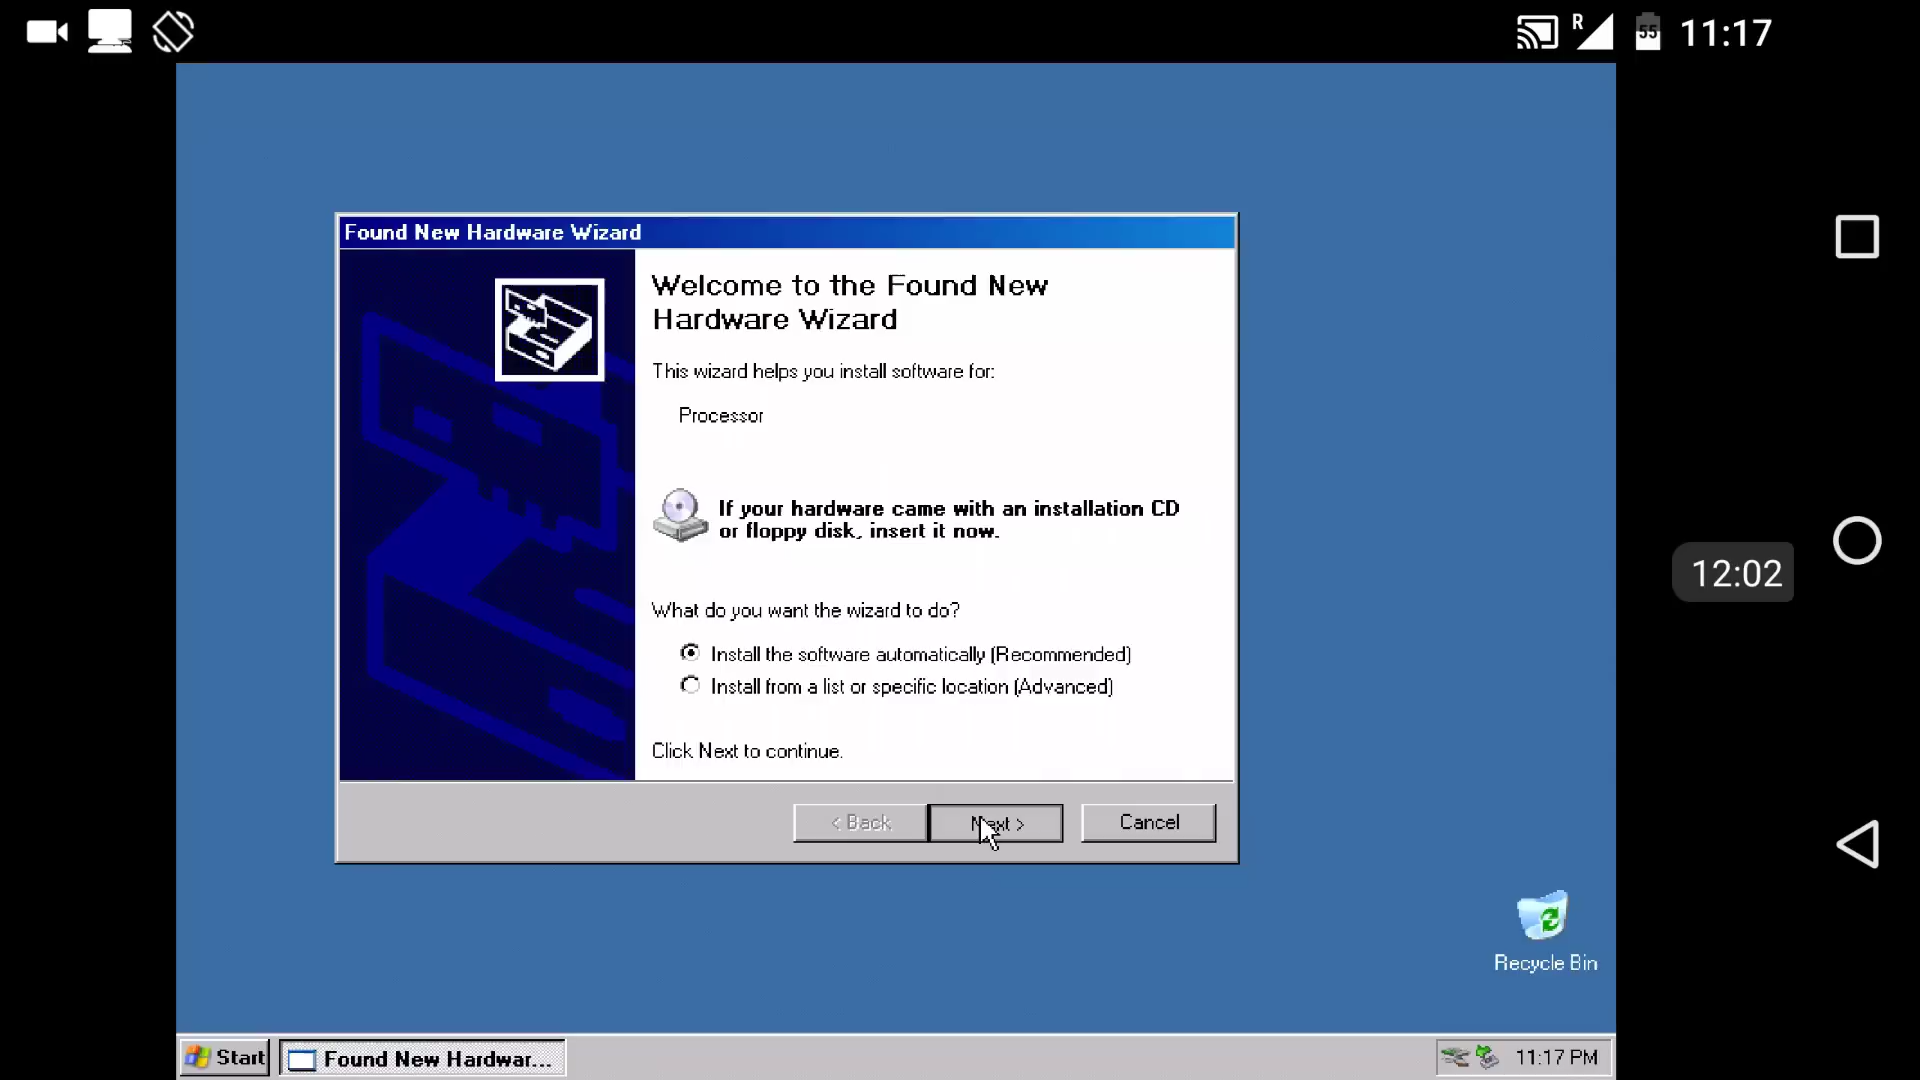 R 55 11:17
Found New Hardware Wizard
Welcome to the Found New
Hardware Wizard
This wizard helps you install software for:
Processor
If your hardware came with an installation CD
or floppy disk, insert it now.
What do you want the wizard to do?
Install the software automatically (Recommended)
Install from a list or specific location (Advanced)
Click Next to continue.
< Back Next > Cancel
12:02
Recycle Bin
Start Found New Hardwar... 11:17 PM